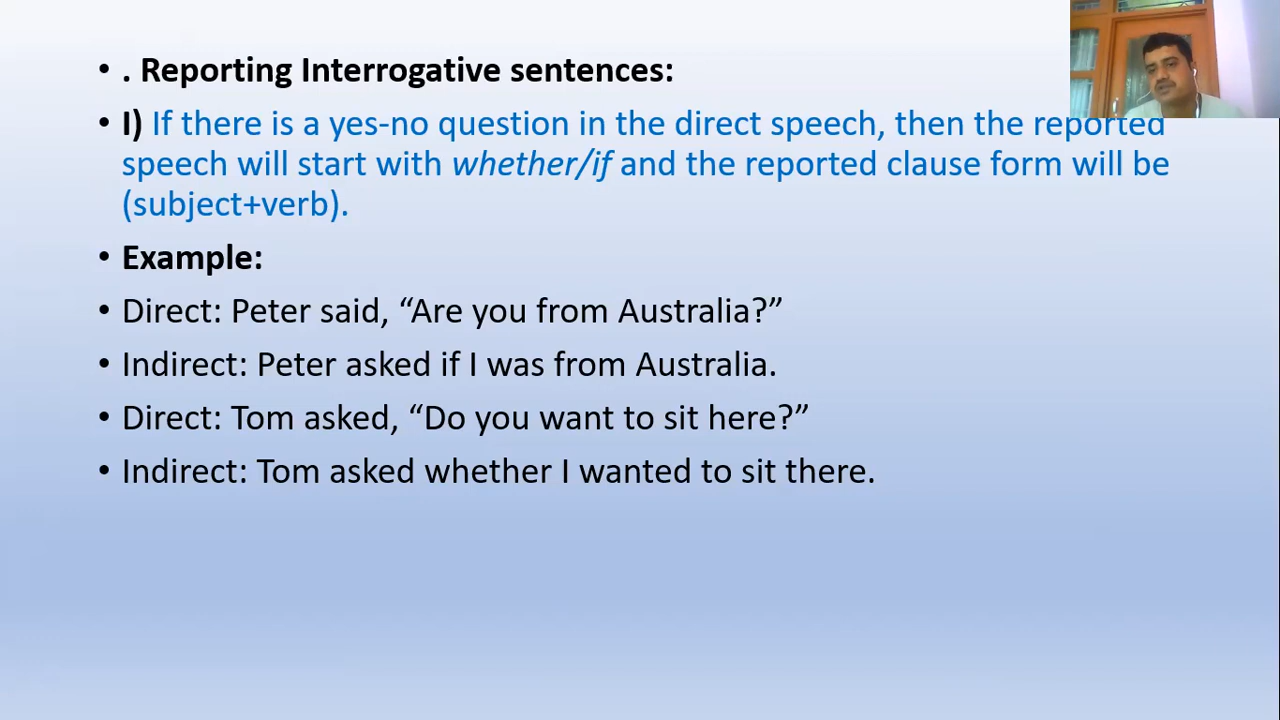 • . Reporting Interrogative sentences:
• I) If there is a yes-no question in the direct speech, then the reported
speech will start with whether/if and the reported clause form will be
(subject+verb).
• Example:
• Direct: Peter said, “Are you from Australia?”
• Indirect: Peter asked if I was from Australia.
• Direct: Tom asked, “Do you want to sit here?”
• Indirect: Tom asked whether I wanted to sit there.